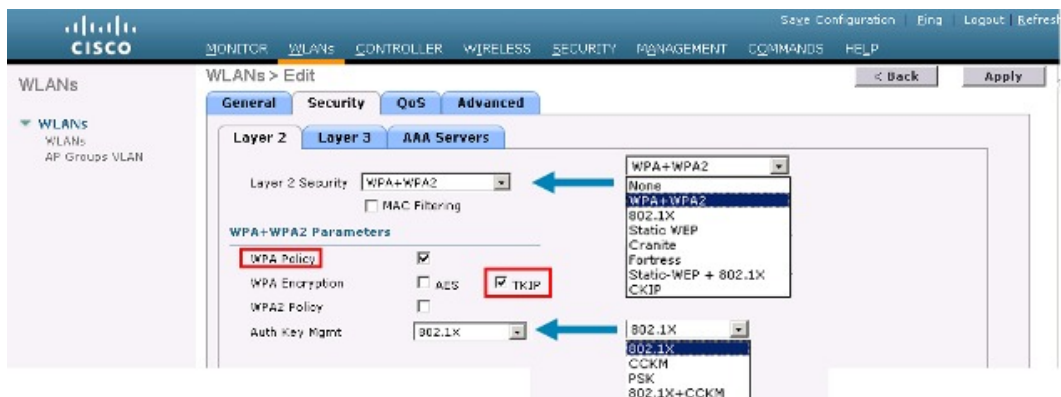 Save Configuration | Ping | Logout | Refresh
CISCO
MONITOR WLANs CONTROLLER WIRELESS SECURITY MANAGEMENT COMMANDS HELP
WLANs
WLANs > Edit
< Back
Apply
General Security QoS Advanced
WLANs
WLANs
AP Groups VLAN
Layer 2 Layer 3 AAA Servers
Layer 2 Security WPA+WPA2
MAC Filtering
WPA+WPA2
None
WPA+WPA2
802.1X
Static WEP
Cranite
Fortress
Static-WEP + 802.1X
CKIP
WPA+WPA2 Parameters
WPA Policy
WPA Encryption AES TKIP
WPA2 Policy
Auth Key Mgmt 802.1X
802.1X
802.1X
CCKM
PSK
802.1X+CCKM